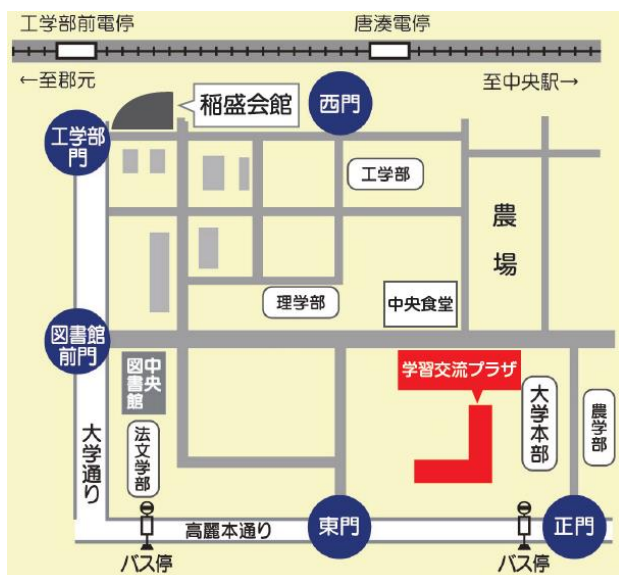 工学部前電停
唐湊電停
←至郡元
至中央駅→
稲盛会館
西門
工学部
門
工学部
農場
理学部
中央食堂
図書館
前門
中央
図書館
学習交流プラザ
大学本部
農学部
大学通り
法文学部
高麗本通り
東門
正門
バス停
バス停